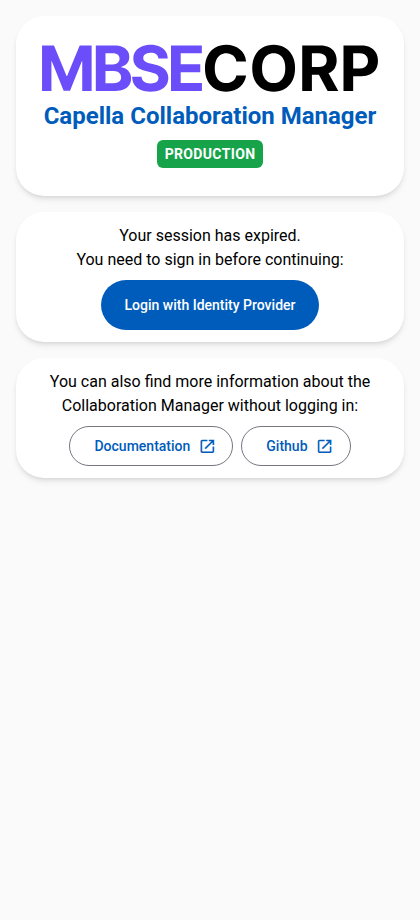 MBSECORP
Capella Collaboration Manager
PRODUCTION
Your session has expired.
You need to sign in before continuing:
Login with Identity Provider
You can also find more information about the
Collaboration Manager without logging in:
Documentation
Github